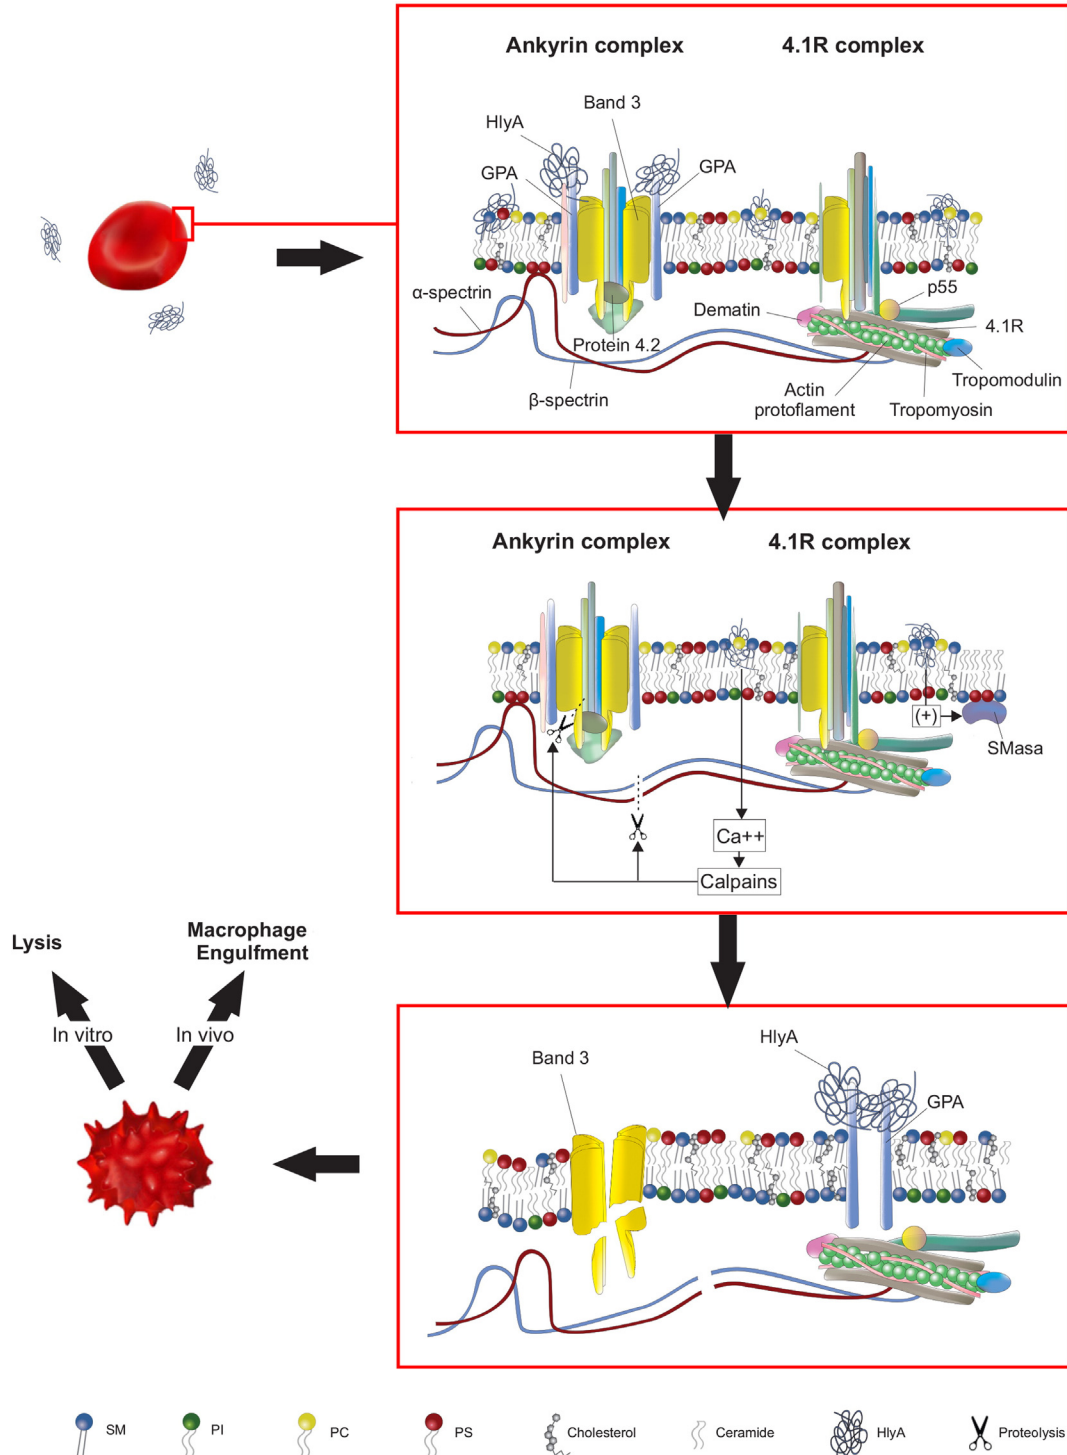 Ankyrin complex
4.1R complex
Band 3
HlyA
GPA
GPA
α-spectrin
p55
Dematin
4.1R
Protein 4.2
Tropomodulin
β-spectrin
Actin
protoflament
Tropomyosin
Ankyrin complex
4.1R complex
(+)
SMasa
Ca++
Calpains
Lysis
Macrophage
Engulfment
In vitro
In vivo
HlyA
Band 3
GPA
SM
PI
PC
PS
Cholesterol
Ceramide
HlyA
Proteolysis